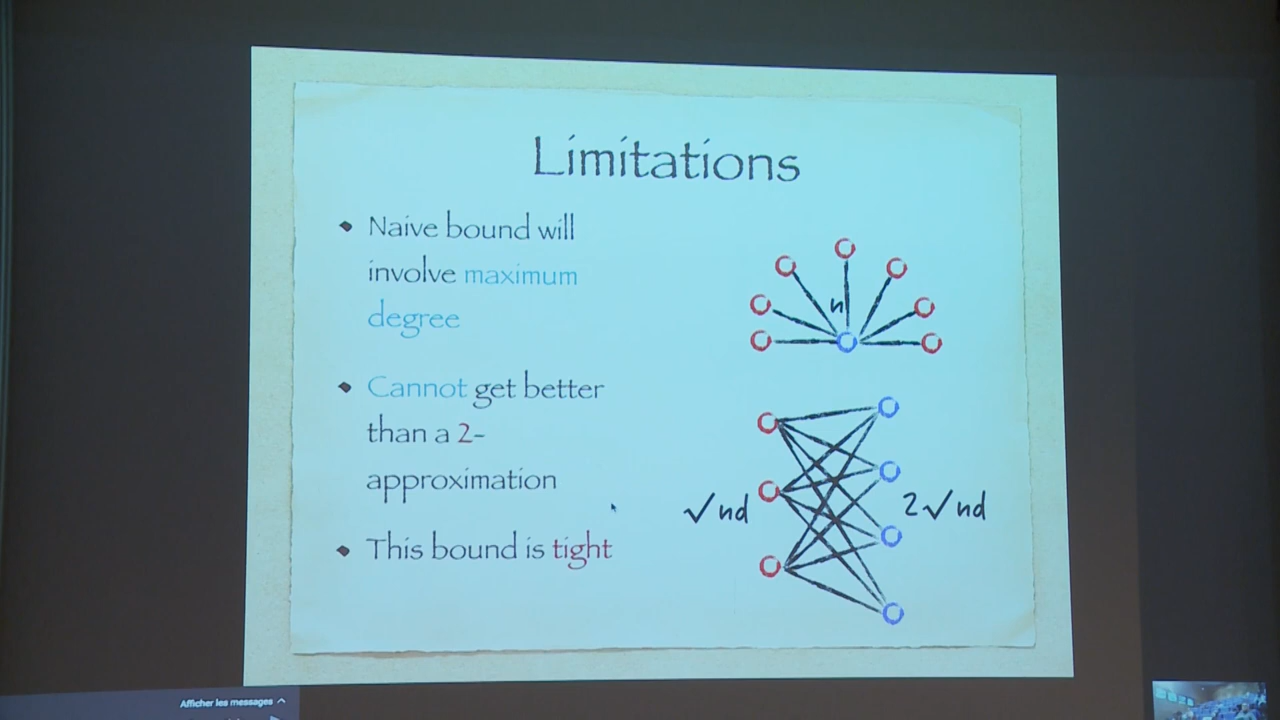 Limitations
• Naive bound will
involve maximum
degree
• Cannot get better
than a 2-
approximation
• This bound is tight
n
√nd
2√nd
Afficher les messages